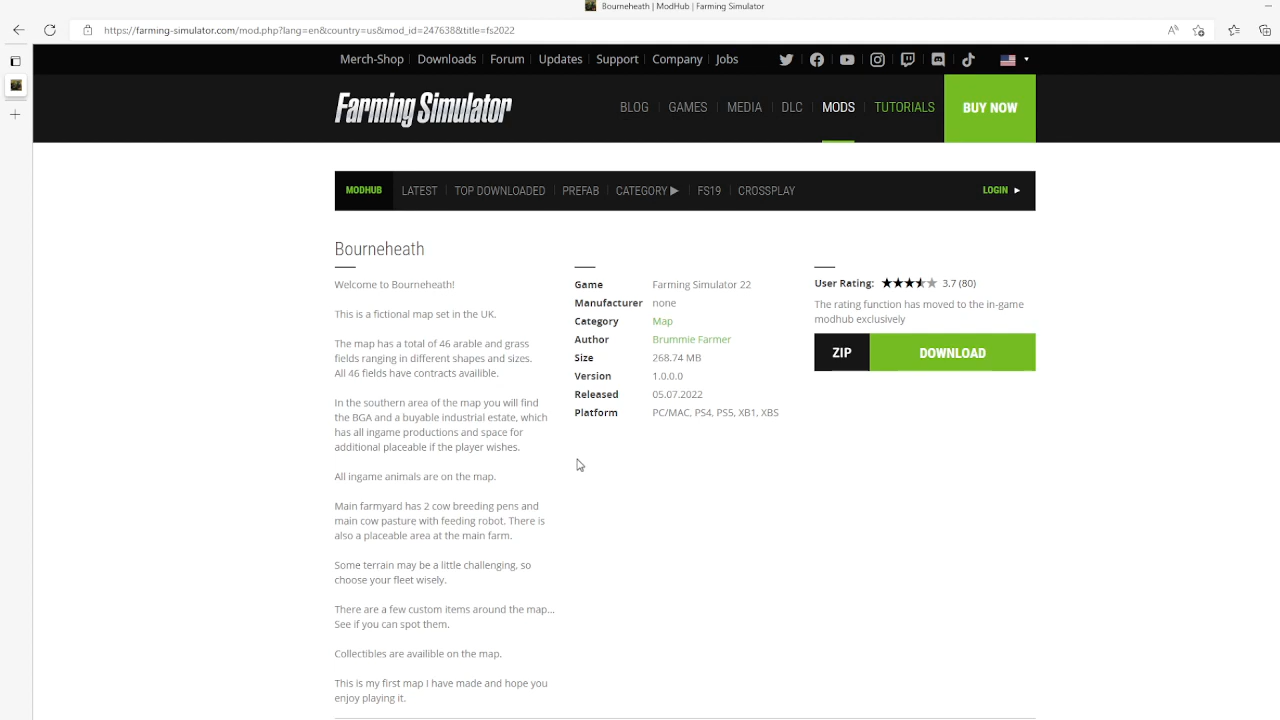 Bourneheath | ModHub | Farming Simulator
https://farming-simulator.com/mod.php?lang=en&country=us&mod_id=247638&title=fs2022
Merch-Shop Downloads Forum Updates Support Company Jobs
Farming Simulator
BLOG GAMES MEDIA DLC MODS TUTORIALS BUY NOW
MODHUB LATEST TOP DOWNLOADED PREFAB CATEGORY ▶ FS19 CROSSPLAY LOGIN ►
Bourneheath
Welcome to Bourneheath!
This is a fictional map set in the UK.
The map has a total of 46 arable and grass
fields ranging in different shapes and sizes.
All 46 fields have contracts availible.
In the southern area of the map you will find
the BGA and a buyable industrial estate, which
has all ingame productions and space for
additional placeable if the player wishes.
All ingame animals are on the map.
Main farmyard has 2 cow breeding pens and
main cow pasture with feeding robot. There is
also a placeable area at the main farm.
Some terrain may be a little challenging, so
choose your fleet wisely.
There are a few custom items around the map...
See if you can spot them.
Collectibles are availible on the map.
This is my first map I have made and hope you
enjoy playing it.
Game Farming Simulator 22
Manufacturer none
Category Map
Author Brummie Farmer
Size 268.74 MB
Version 1.0.0.0
Released 05.07.2022
Platform PC/MAC, PS4, PS5, XB1, XBS
User Rating: 3.7 (80)
The rating function has moved to the in-game
modhub exclusively
ZIP DOWNLOAD